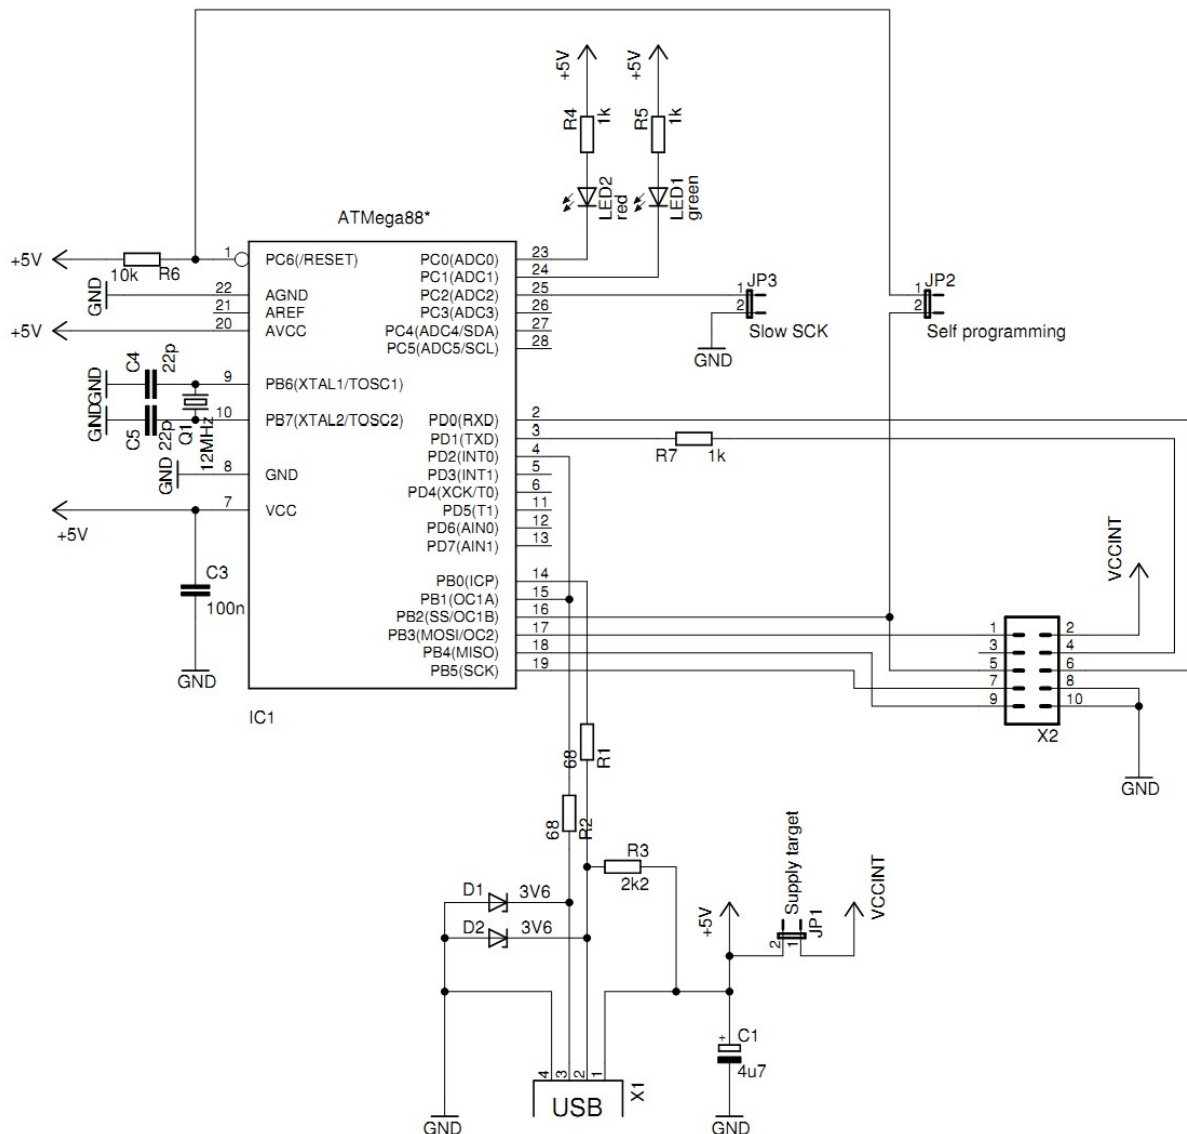 +5V
+5V
R4
1k
R5
1k
LED2
red
LED1
green
ATMega88*
+5V
10k
R6
1
PC6(/RESET)
PC0(ADC0)
23
PC1(ADC1)
24
GND
22
AGND
PC2(ADC2)
25
21
AREF
PC3(ADC3)
26
+5V
20
AVCC
PC4(ADC4/SDA)
27
PC5(ADC5/SCL)
28
1
2
JP3
Slow SCK
GND
1
2
JP2
Self programming
GND
C4
22p
9
PB6(XTAL1/TOSC1)
GND
C5
22p
Q1
12MHz
10
PB7(XTAL2/TOSC2)
PD0(RXD)
2
PD1(TXD)
3
R7
1k
PD2(INT0)
4
GND
8
GND
PD3(INT1)
5
PD4(XCK/T0)
6
+5V
7
VCC
PD5(T1)
11
PD6(AIN0)
12
PD7(AIN1)
13
C3
100n
GND
PB0(ICP)
14
PB1(OC1A)
15
PB2(SS/OC1B)
16
PB3(MOSI/OC2)
17
PB4(MISO)
18
PB5(SCK)
19
IC1
VCCINT
1
2
3
4
5
6
7
8
9
10
X2
GND
68
R1
68
R2
R3
2k2
D1
3V6
D2
3V6
+5V
Supply target
2
1
JP1
VCCINT
+
C1
4u7
4
3
2
1
X1
USB
GND
GND